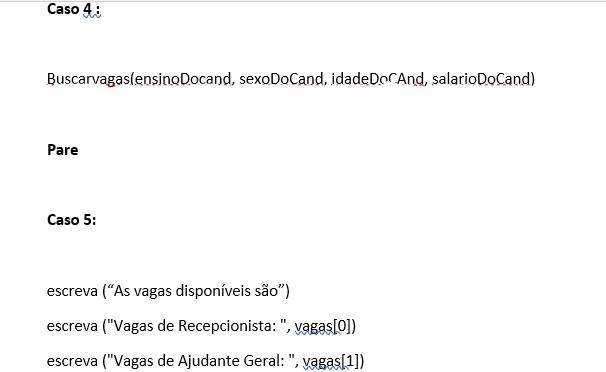 Caso 4 :
Buscarvagas(ensinoDocand, sexoDoCand, idadeDoCAnd, salarioDoCand)
Pare
Caso 5:
escreva (“As vagas disponíveis são”)
escreva ("Vagas de Recepcionista: ", vagas[0])
escreva ("Vagas de Ajudante Geral: ", vagas[1])